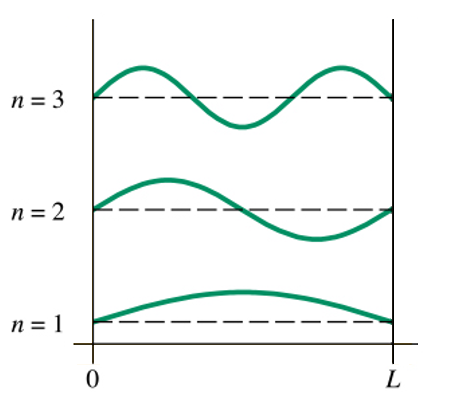 n = 3
n = 2
n = 1
0 L